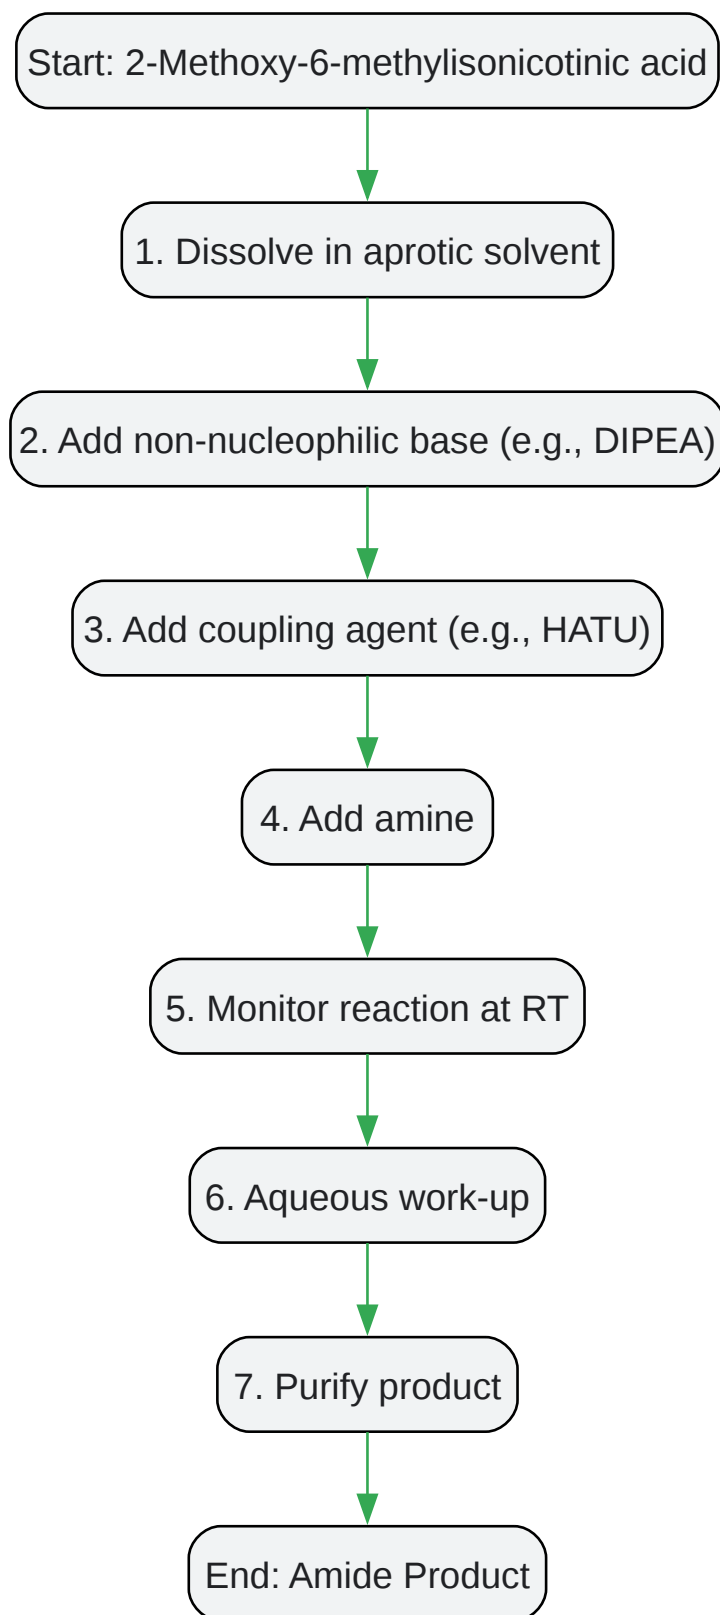 Start: 2-Methoxy-6-methylisonicotinic acid
1. Dissolve in aprotic solvent
2. Add non-nucleophilic base (e.g., DIPEA)
3. Add coupling agent (e.g., HATU)
4. Add amine
5. Monitor reaction at RT
6. Aqueous work-up
7. Purify product
End: Amide Product